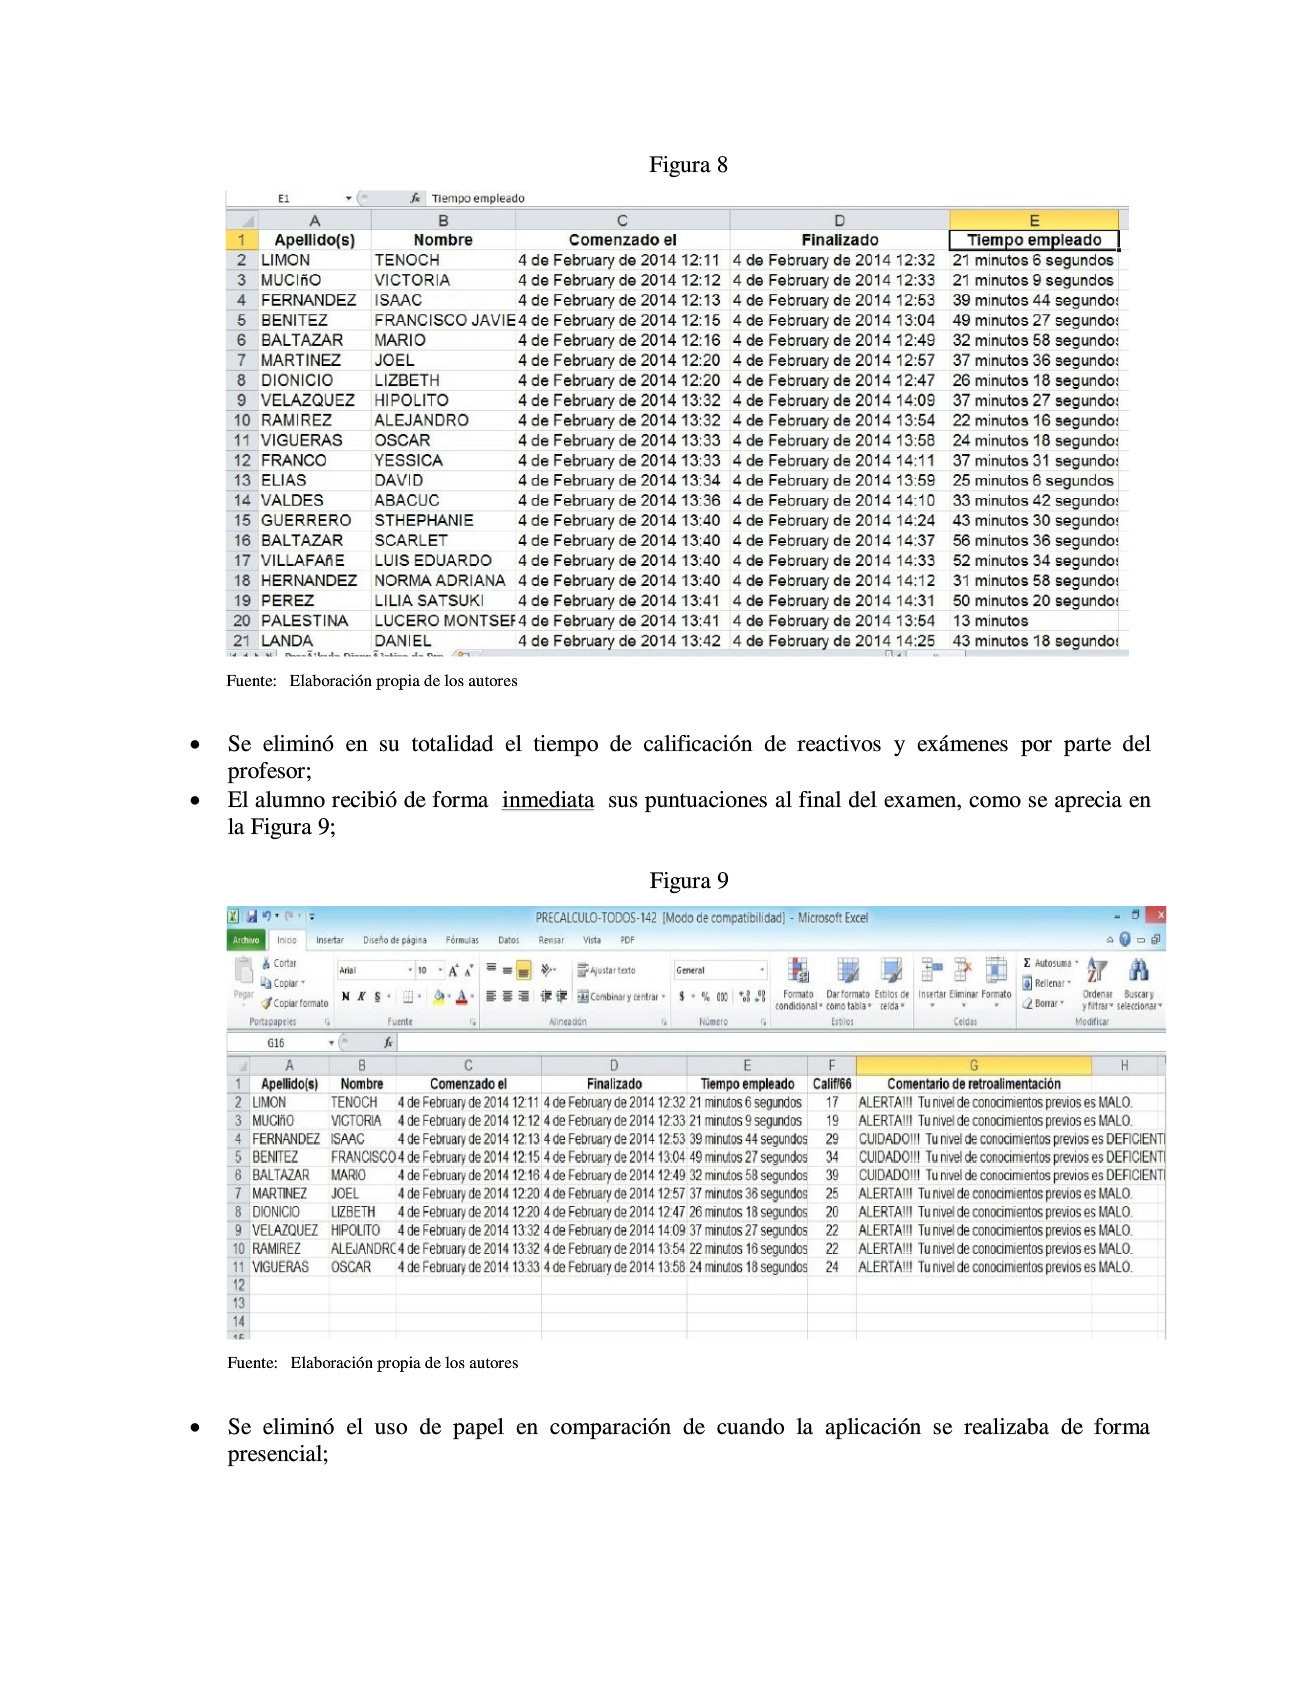 Figura 8
E1 fx Tiempo empleado
A B C D E
1 Apellido(s) Nombre Comenzado el Finalizado Tiempo empleado
2 LIMON TENOCH 4 de February de 2014 12:11 4 de February de 2014 12:32 21 minutos 6 segundos
3 MUCIñO VICTORIA 4 de February de 2014 12:12 4 de February de 2014 12:33 21 minutos 9 segundos
4 FERNANDEZ ISAAC 4 de February de 2014 12:13 4 de February de 2014 12:53 39 minutos 44 segundos
5 BENITEZ FRANCISCO JAVIE 4 de February de 2014 12:15 4 de February de 2014 13:04 49 minutos 27 segundos
6 BALTAZAR MARIO 4 de February de 2014 12:16 4 de February de 2014 12:49 32 minutos 58 segundos
7 MARTINEZ JOEL 4 de February de 2014 12:20 4 de February de 2014 12:57 37 minutos 36 segundos
8 DIONICIO LIZBETH 4 de February de 2014 12:20 4 de February de 2014 12:47 26 minutos 18 segundos
9 VELAZQUEZ HIPOLITO 4 de February de 2014 13:32 4 de February de 2014 14:09 37 minutos 27 segundos
10 RAMIREZ ALEJANDRO 4 de February de 2014 13:32 4 de February de 2014 13:54 22 minutos 16 segundos
11 VIGUERAS OSCAR 4 de February de 2014 13:33 4 de February de 2014 13:58 24 minutos 18 segundos
12 FRANCO YESSICA 4 de February de 2014 13:33 4 de February de 2014 14:11 37 minutos 31 segundos
13 ELIAS DAVID 4 de February de 2014 13:34 4 de February de 2014 13:59 25 minutos 6 segundos
14 VALDES ABACUC 4 de February de 2014 13:36 4 de February de 2014 14:10 33 minutos 42 segundos
15 GUERRERO STHEPHANIE 4 de February de 2014 13:40 4 de February de 2014 14:24 43 minutos 30 segundos
16 BALTAZAR SCARLET 4 de February de 2014 13:40 4 de February de 2014 14:37 56 minutos 36 segundos
17 VILLAFAñE LUIS EDUARDO 4 de February de 2014 13:40 4 de February de 2014 14:33 52 minutos 34 segundos
18 HERNANDEZ NORMA ADRIANA 4 de February de 2014 13:40 4 de February de 2014 14:12 31 minutos 58 segundos
19 PEREZ LILIA SATSUKI 4 de February de 2014 13:41 4 de February de 2014 14:31 50 minutos 20 segundos
20 PALESTINA LUCERO MONTSEF 4 de February de 2014 13:41 4 de February de 2014 13:54 13 minutos
21 LANDA DANIEL 4 de February de 2014 13:42 4 de February de 2014 14:25 43 minutos 18 segundos
Fuente: Elaboración propia de los autores
• Se eliminó en su totalidad el tiempo de calificación de reactivos y exámenes por parte del
profesor;
• El alumno recibió de forma inmediata sus puntuaciones al final del examen, como se aprecia en
la Figura 9;
Figura 9
PRECALCULO-TODOS-142 [Modo de compatibilidad] - Microsoft Excel
Archivo Inicio Insertar Diseño de página Fórmulas Datos Revisar Vista PDF
Cortar
Copiar
Copiar formato
Pegar
Portapapeles
Arial 10
N K S
Fuente
Ajustar texto
Combinar y centrar
Alineación
General
$ % 000
Número
Formato condicional Dar formato como tabla Estilos de celda
Estilos
Insertar Eliminar Formato
Celdas
Σ Autosuma
Rellenar
Borrar
Ordenar y filtrar Buscar y seleccionar
Modificar
G16 fx
A B C D E F G H
1 Apellido(s) Nombre Comenzado el Finalizado Tiempo empleado Calif/66 Comentario de retroalimentación
2 LIMON TENOCH 4 de February de 2014 12:11 4 de February de 2014 12:32 21 minutos 6 segundos 17 ALERTA!!! Tu nivel de conocimientos previos es MALO.
3 MUCIñO VICTORIA 4 de February de 2014 12:12 4 de February de 2014 12:33 21 minutos 9 segundos 19 ALERTA!!! Tu nivel de conocimientos previos es MALO.
4 FERNANDEZ ISAAC 4 de February de 2014 12:13 4 de February de 2014 12:53 39 minutos 44 segundos 29 CUIDADO!!! Tu nivel de conocimientos previos es DEFICIENTI
5 BENITEZ FRANCISCO 4 de February de 2014 12:15 4 de February de 2014 13:04 49 minutos 27 segundos 34 CUIDADO!!! Tu nivel de conocimientos previos es DEFICIENTI
6 BALTAZAR MARIO 4 de February de 2014 12:16 4 de February de 2014 12:49 32 minutos 58 segundos 39 CUIDADO!!! Tu nivel de conocimientos previos es DEFICIENTI
7 MARTINEZ JOEL 4 de February de 2014 12:20 4 de February de 2014 12:57 37 minutos 36 segundos 25 ALERTA!!! Tu nivel de conocimientos previos es MALO.
8 DIONICIO LIZBETH 4 de February de 2014 12:20 4 de February de 2014 12:47 26 minutos 18 segundos 20 ALERTA!!! Tu nivel de conocimientos previos es MALO.
9 VELAZQUEZ HIPOLITO 4 de February de 2014 13:32 4 de February de 2014 14:09 37 minutos 27 segundos 22 ALERTA!!! Tu nivel de conocimientos previos es MALO.
10 RAMIREZ ALEJANDRO 4 de February de 2014 13:32 4 de February de 2014 13:54 22 minutos 16 segundos 22 ALERTA!!! Tu nivel de conocimientos previos es MALO.
11 VIGUERAS OSCAR 4 de February de 2014 13:33 4 de February de 2014 13:58 24 minutos 18 segundos 24 ALERTA!!! Tu nivel de conocimientos previos es MALO.
12
13
14
15
Fuente: Elaboración propia de los autores
• Se eliminó el uso de papel en comparación de cuando la aplicación se realizaba de forma
presencial;